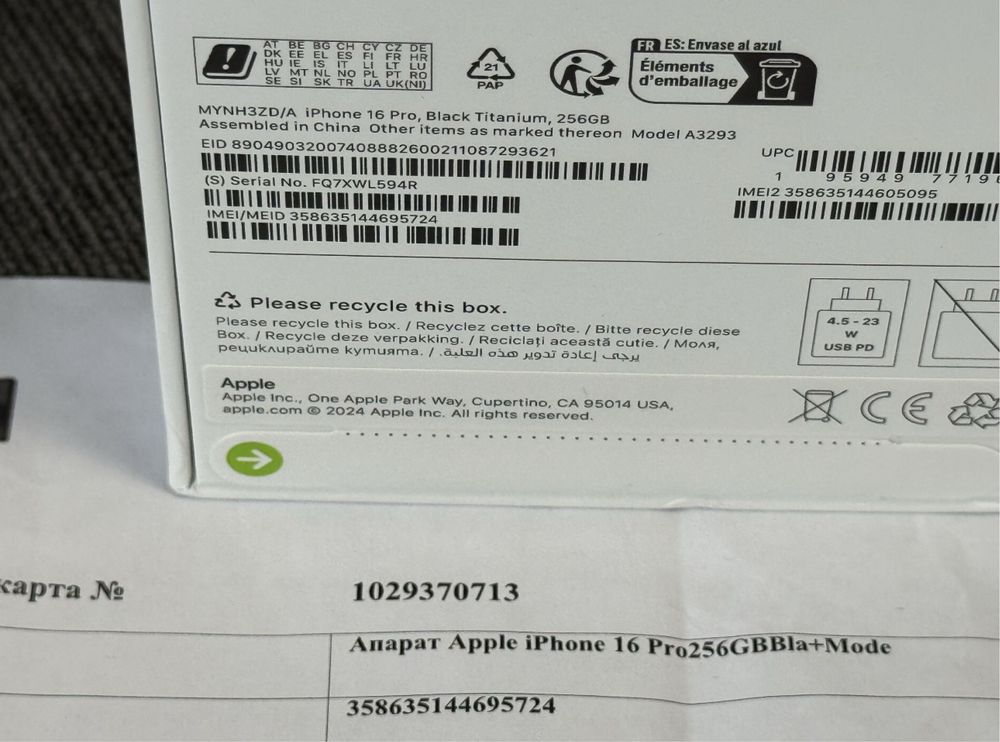 AT BE BG CH CY CZ DE
DK EE EL ES FI FR HR
HU IE IS IT LI LT LU
LV MT NL NO PL PT RO
SE SI SK TR UA UK(NI)
21
PAP
FR ES: Envase al azul
Éléments
d'emballage
MYNH3ZD/A iPhone 16 Pro, Black Titanium, 256GB
Assembled in China Other items as marked thereon Model A3293
EID 89049032007408882600211087293621
UPC
1 95949 77198
(S) Serial No. FQ7XWL594R
IMEI2 358635144605095
IMEI/MEID 358635144695724
Please recycle this box.
Please recycle this box. / Recyclez cette boîte. / Bitte recycle diese
Box. / Recycle deze verpakking. / Reciclați această cutie. / Моля,
рециклирайте кутията. / يرجى إعادة تدوير هذه العلبة.
4.5 - 23
W
USB PD
Apple
Apple Inc., One Apple Park Way, Cupertino, CA 95014 USA,
apple.com © 2024 Apple Inc. All rights reserved.
CE
карта № 1029370713
Апарат Apple iPhone 16 Pro256GBBla+Mode
358635144695724